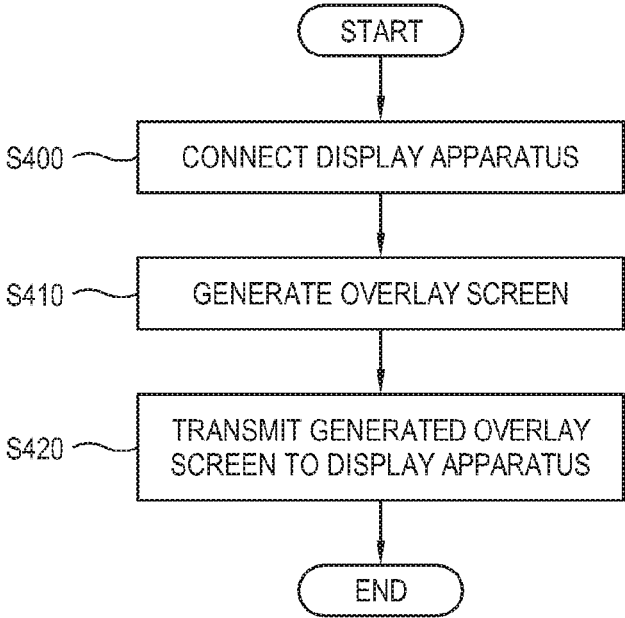 START
S400
CONNECT DISPLAY APPARATUS
S410
GENERATE OVERLAY SCREEN
S420
TRANSMIT GENERATED OVERLAY
SCREEN TO DISPLAY APPARATUS
END